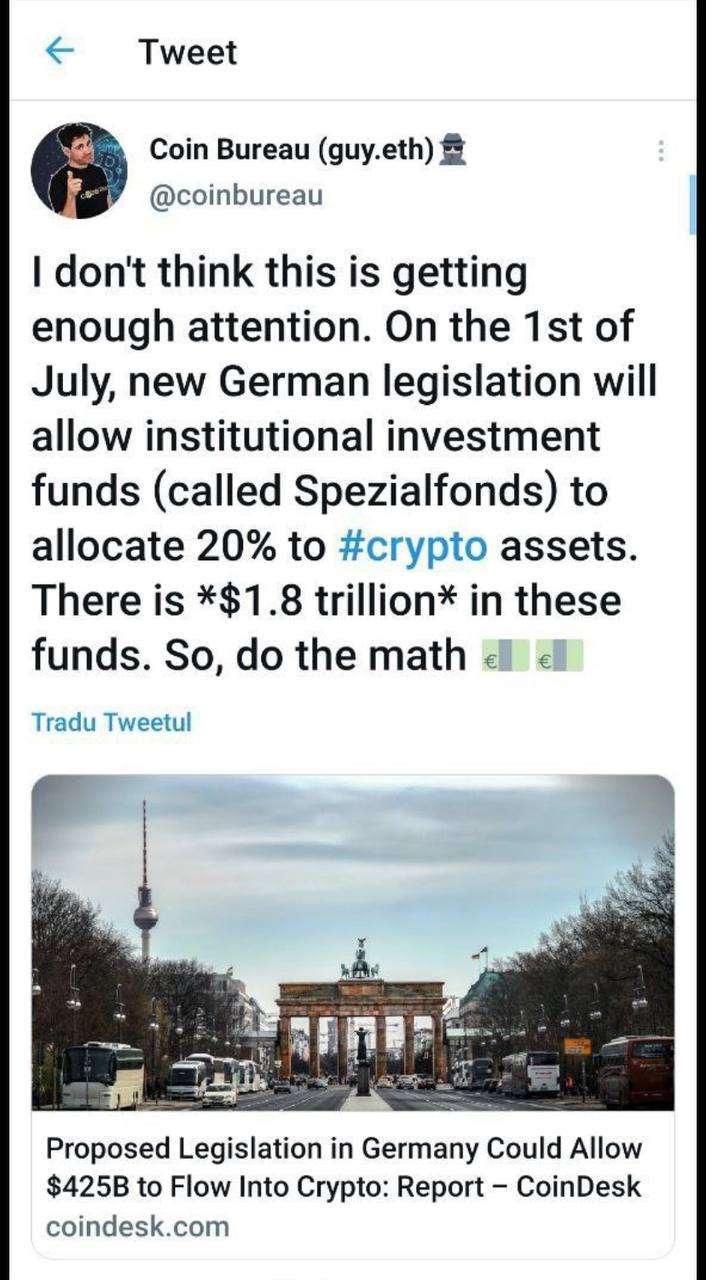 Tweet
Coin Bureau (guy.eth)
@coinbureau
I don't think this is getting
enough attention. On the 1st of
July, new German legislation will
allow institutional investment
funds (called Spezialfonds) to
allocate 20% to #crypto assets.
There is *$1.8 trillion* in these
funds. So, do the math 💶💶
Tradu Tweetul
Proposed Legislation in Germany Could Allow
$425B to Flow Into Crypto: Report – CoinDesk
coindesk.com